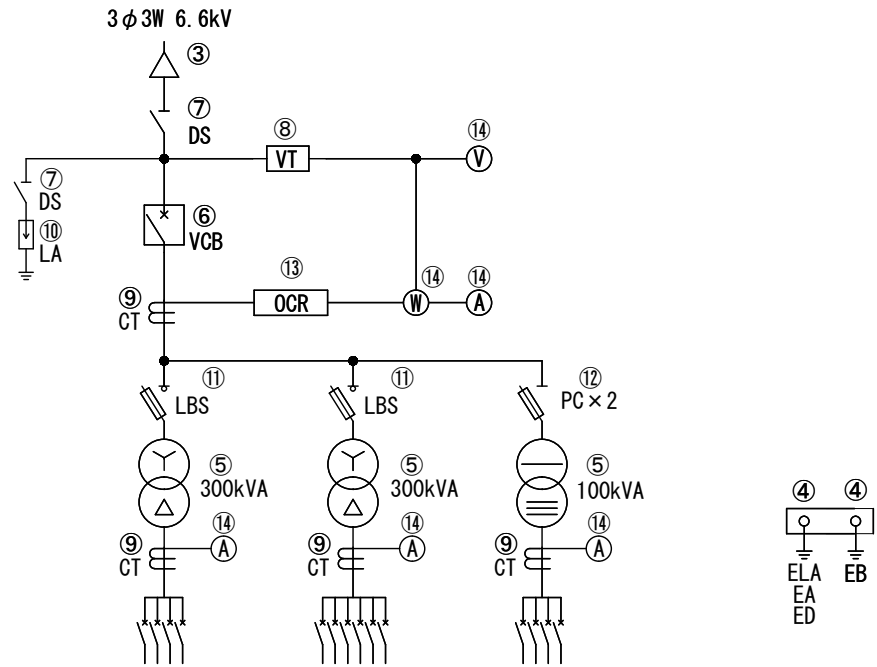 3φ3W 6.6kV
③
⑦
DS
⑧
VT
⑭
V
⑦
DS
⑩
LA
⑥
VCB
⑬
OCR
⑭
W
⑭
A
⑨
CT
⑪
LBS
⑪
LBS
⑫
PC×2
⑤
300kVA
⑤
300kVA
⑤
100kVA
④
④
⑨
CT
⑭
A
⑨
CT
⑭
A
⑨
CT
⑭
A
ELA
EA
ED
EB